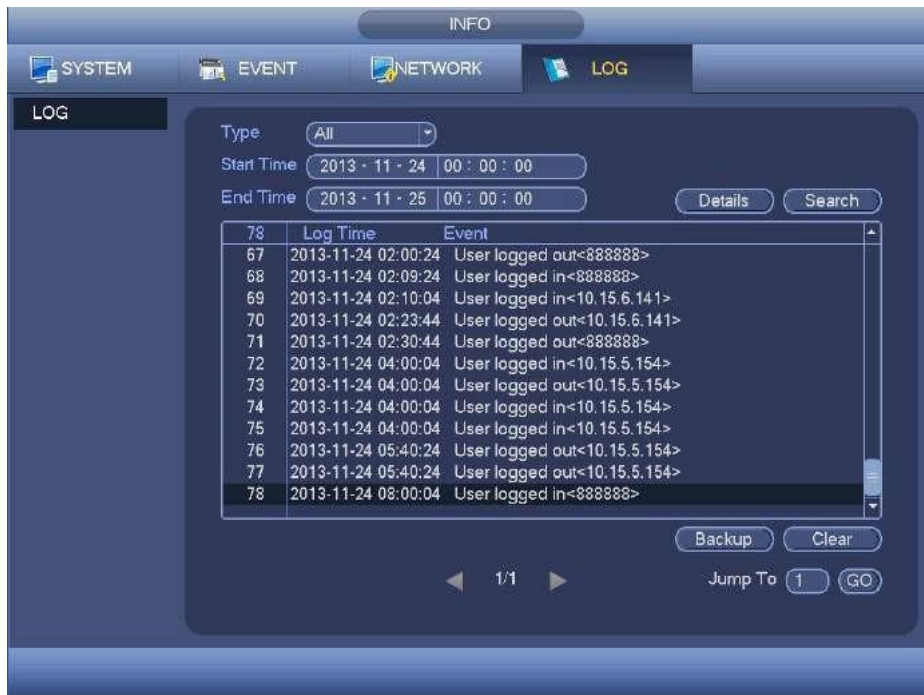 INFO
SYSTEM EVENT NETWORK LOG
LOG
Type All
Start Time 2013 - 11 - 24 00 : 00 : 00
End Time 2013 - 11 - 25 00 : 00 : 00 Details Search
78 Log Time Event
67 2013-11-24 02:00:24 User logged out<888888>
68 2013-11-24 02:09:24 User logged in<888888>
69 2013-11-24 02:10:04 User logged in<10.15.6.141>
70 2013-11-24 02:23:44 User logged out<10.15.6.141>
71 2013-11-24 02:30:44 User logged out<888888>
72 2013-11-24 04:00:04 User logged in<10.15.5.154>
73 2013-11-24 04:00:04 User logged out<10.15.5.154>
74 2013-11-24 04:00:04 User logged in<10.15.5.154>
75 2013-11-24 04:00:04 User logged in<10.15.5.154>
76 2013-11-24 05:40:24 User logged out<10.15.5.154>
77 2013-11-24 05:40:24 User logged out<10.15.5.154>
78 2013-11-24 08:00:04 User logged in<888888>
Backup Clear
1/1 Jump To 1 GO